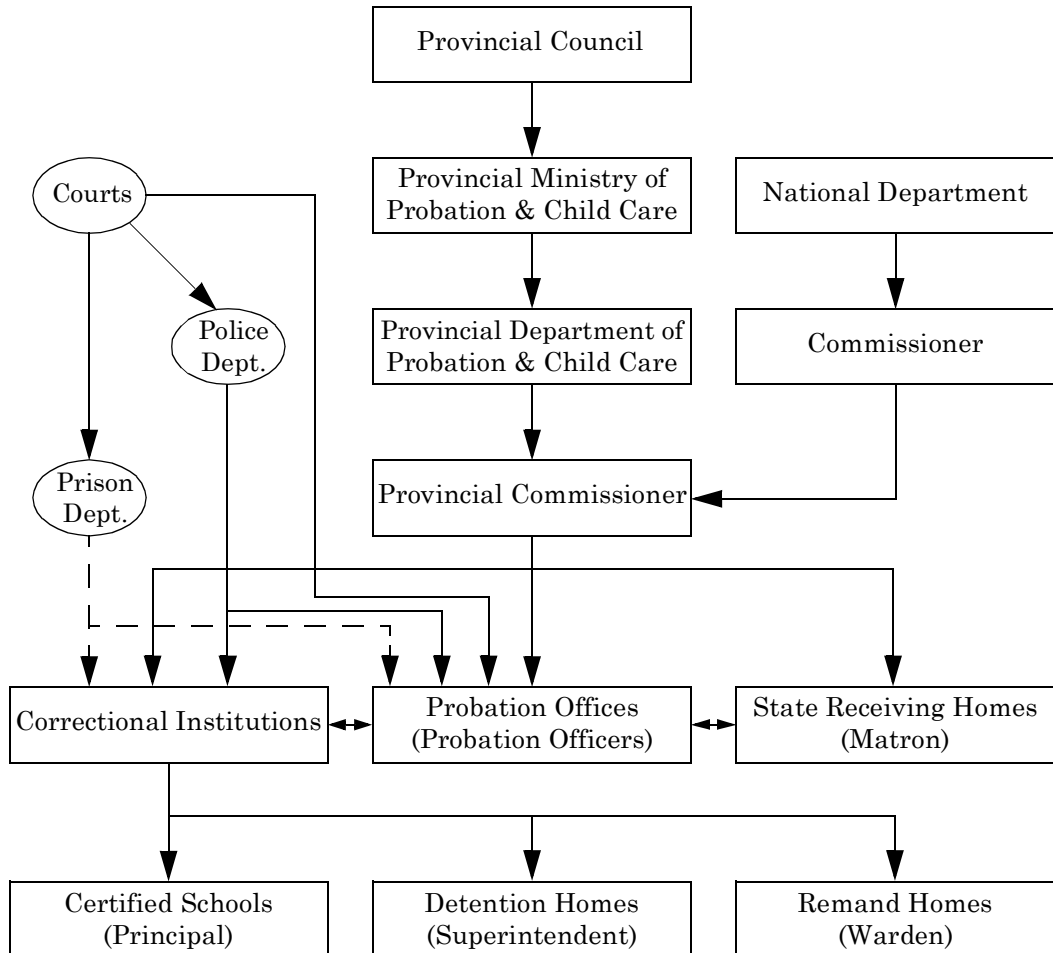 Provincial Council
Courts
Provincial Ministry of
Probation & Child Care
National Department
Police
Dept.
Provincial Department of
Probation & Child Care
Commissioner
Prison
Dept.
Provincial Commissioner
Correctional Institutions
Probation Offices
(Probation Officers)
State Receiving Homes
(Matron)
Certified Schools
(Principal)
Detention Homes
(Superintendent)
Remand Homes
(Warden)